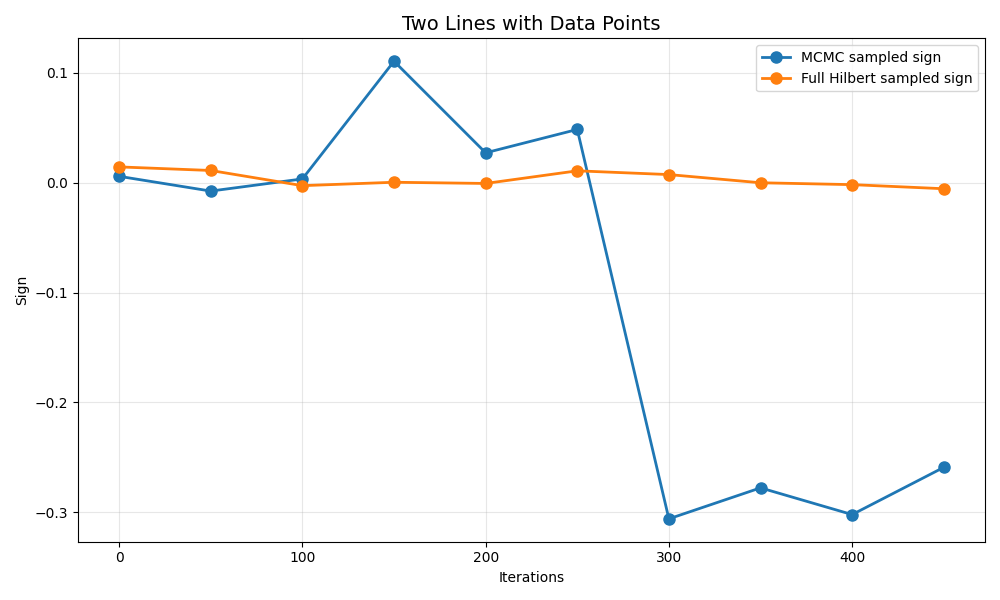 Two Lines with Data Points
MCMC sampled sign
Full Hilbert sampled sign
Sign
0.1
0.0
−0.1
−0.2
−0.3
0
100
200
300
400
Iterations